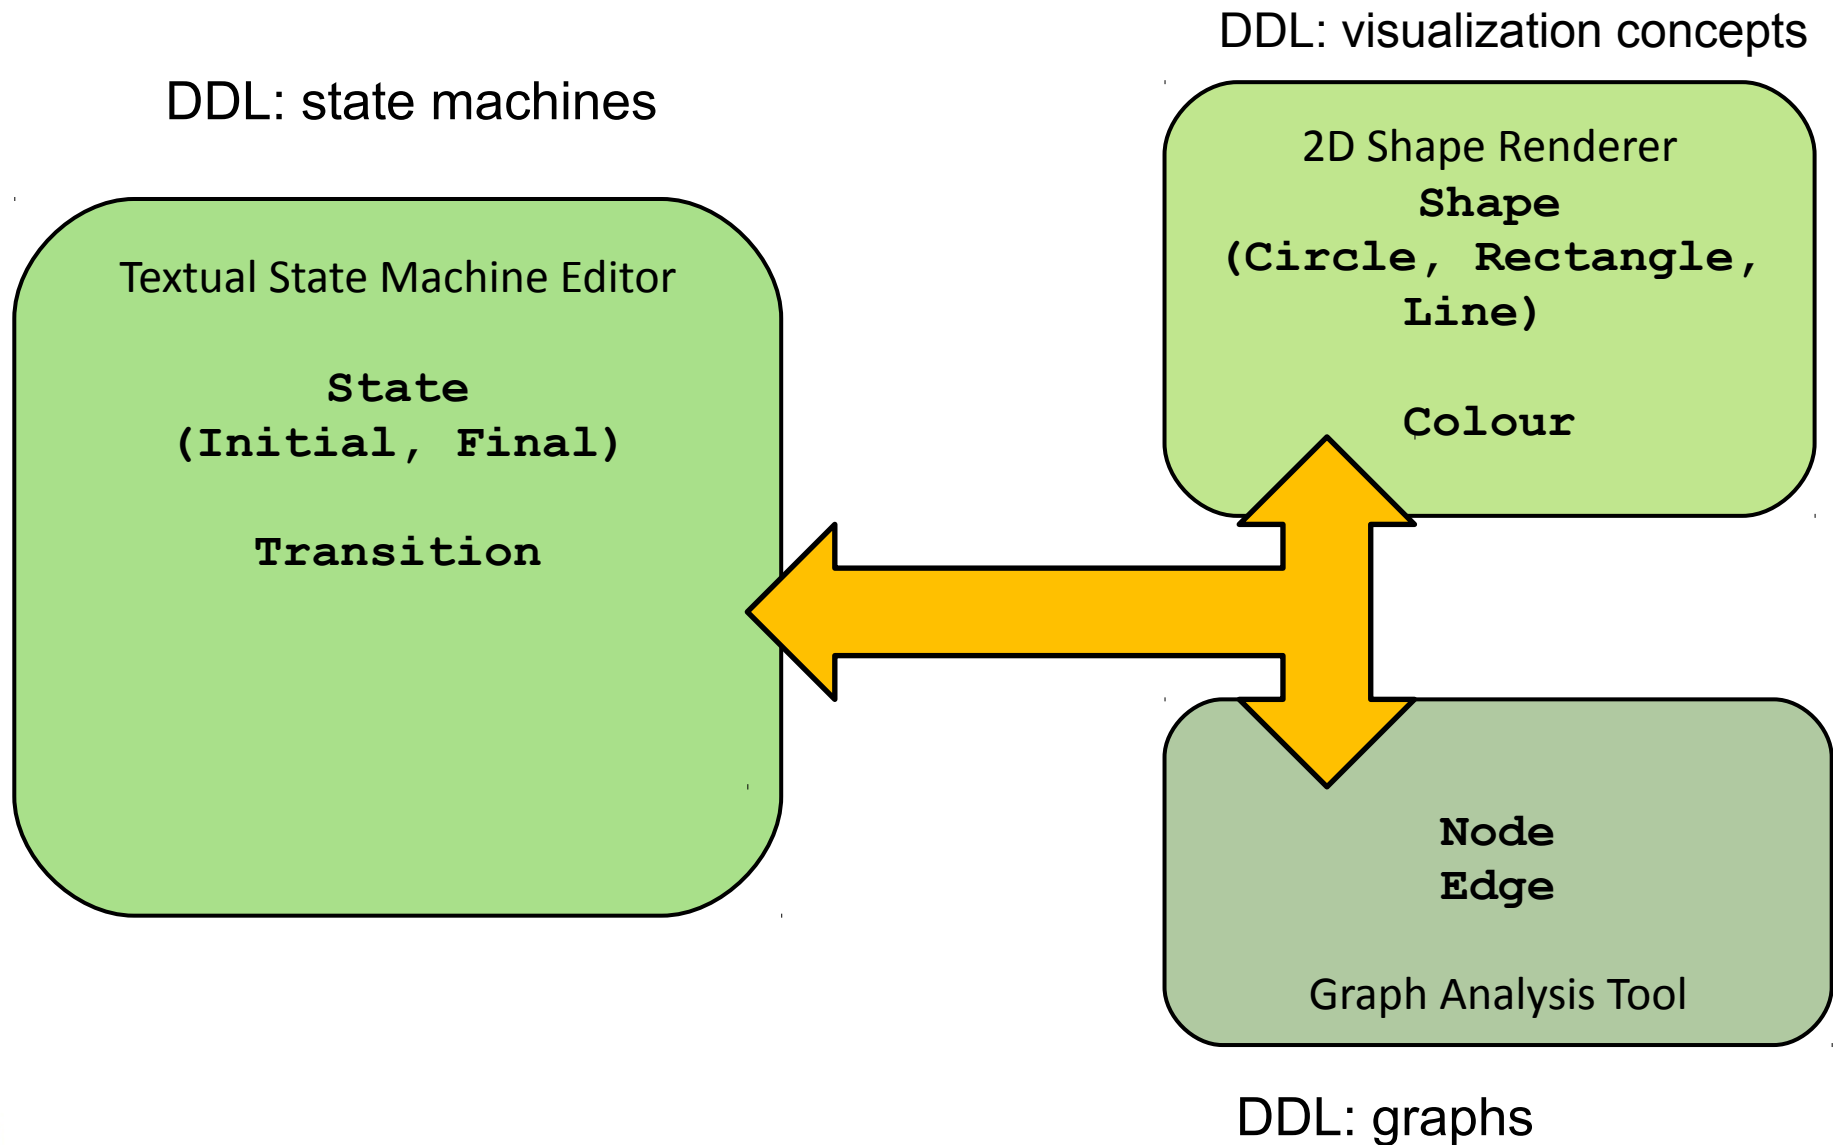 DDL: state machines
Textual State Machine Editor
State
(Initial, Final)
Transition
DDL: visualization concepts
2D Shape Renderer
Shape
(Circle, Rectangle,
Line)
Colour
Node
Edge
Graph Analysis Tool
DDL: graphs